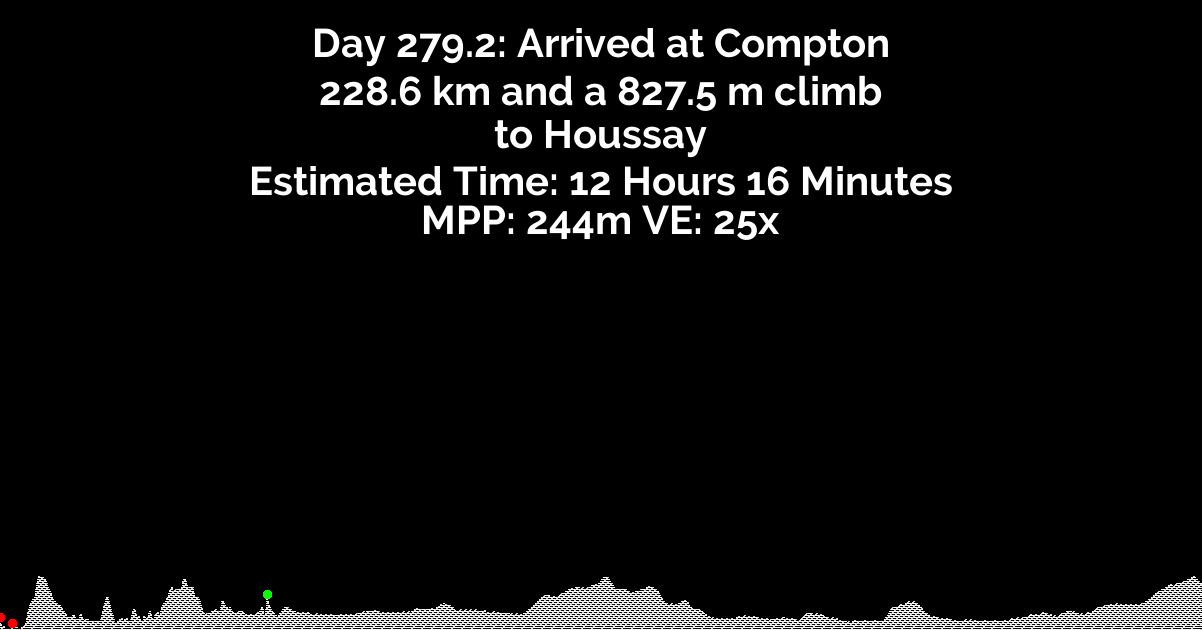 Day 279.2: Arrived at Compton
228.6 km and a 827.5 m climb
to Houssay
Estimated Time: 12 Hours 16 Minutes
MPP: 244m VE: 25x